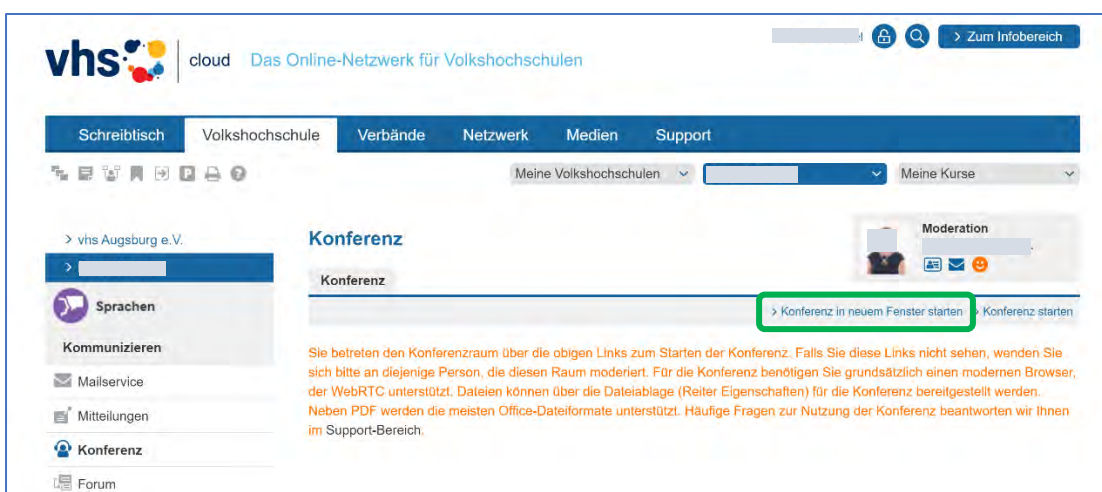 > Zum Infobereich
vhs cloud Das Online-Netzwerk für Volkshochschulen
Schreibtisch Volkshochschule Verbände Netzwerk Medien Support
Meine Volkshochschulen Meine Kurse
> vhs Augsburg e.V.
>
Sprachen
Kommunizieren
Mailservice
Mitteilungen
Konferenz
Forum
Konferenz
Moderation
Konferenz
> Konferenz in neuem Fenster starten > Konferenz starten
Sie betreten den Konferenzraum über die obigen Links zum Starten der Konferenz. Falls Sie diese Links nicht sehen, wenden Sie
sich bitte an diejenige Person, die diesen Raum moderiert. Für die Konferenz benötigen Sie grundsätzlich einen modernen Browser,
der WebRTC unterstützt. Dateien können über die Dateiablage (Reiter Eigenschaften) für die Konferenz bereitgestellt werden.
Neben PDF werden die meisten Office-Dateiformate unterstützt. Häufige Fragen zur Nutzung der Konferenz beantworten wir Ihnen
im Support-Bereich.